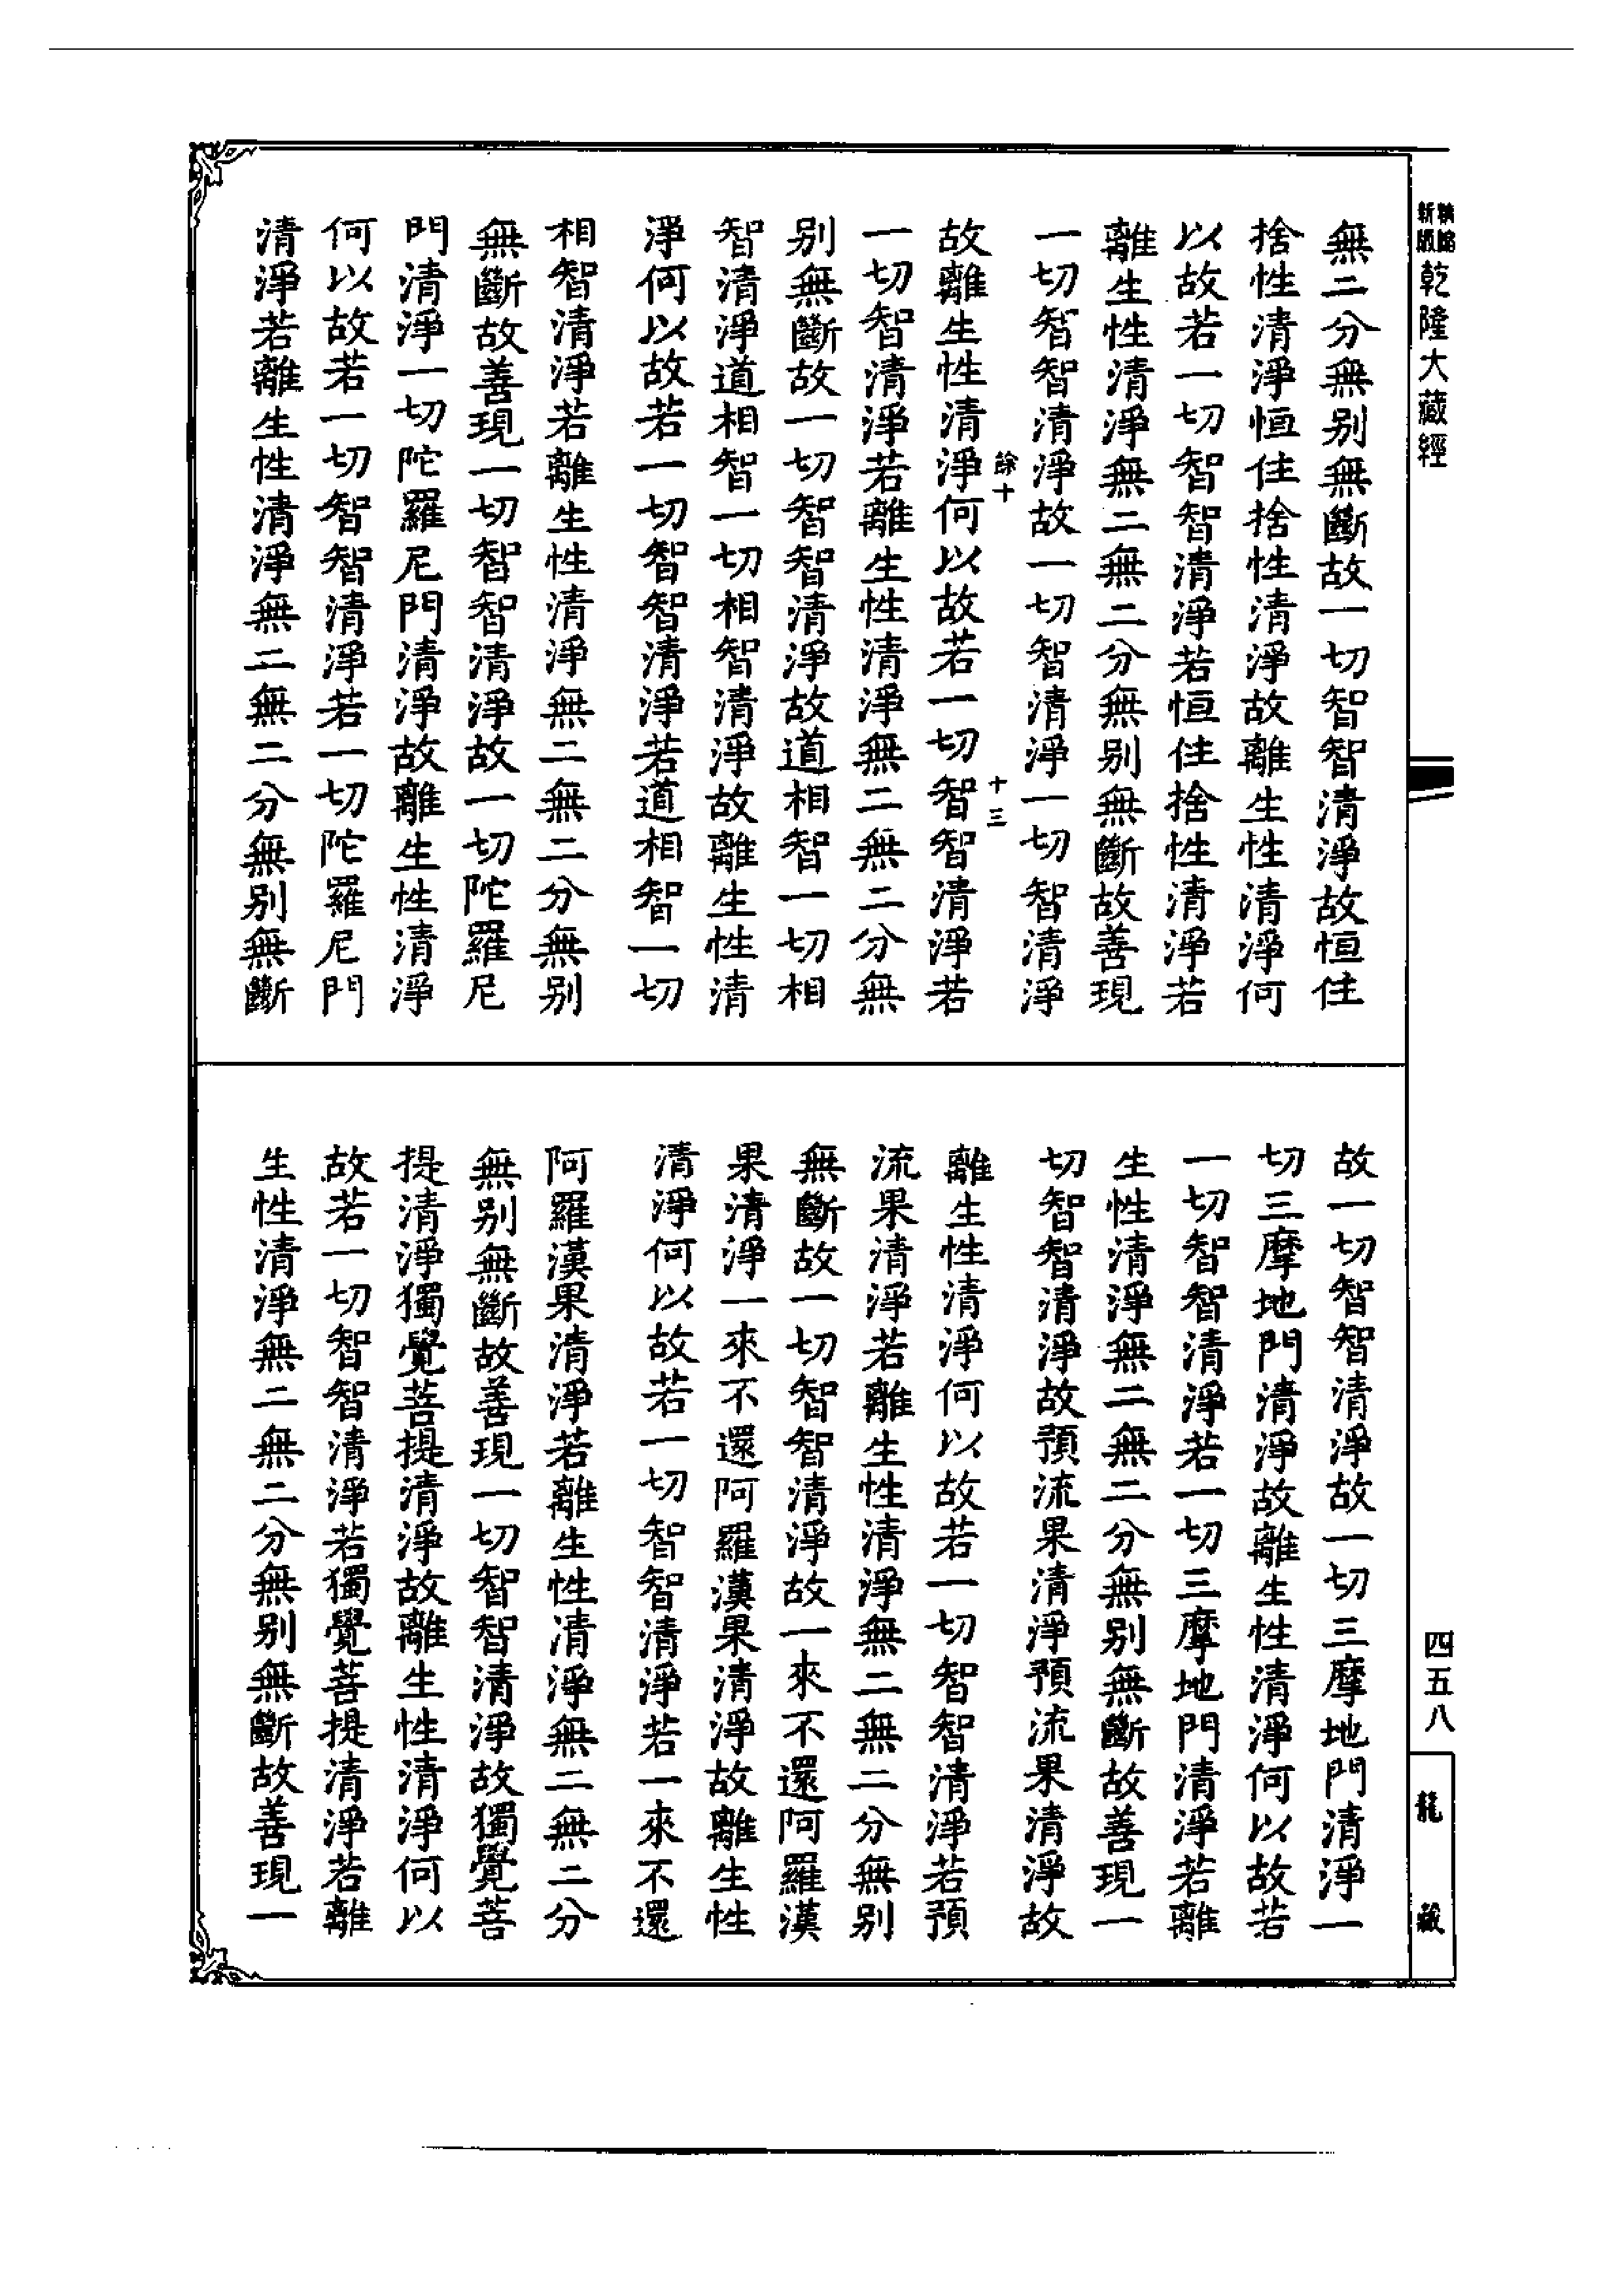 新版
乾隆大藏經
無二分無别無斷故一切智智清淨故恒住
捨性清淨恒住捨性清淨故離生性清淨何
以故若一切智智清淨若恒住捨性清淨若
離生性清淨無二無二分無别無斷故善現
一切智智清淨故一切智清淨一切智清淨
餘十
十三
故離生性清淨何以故若一切智智清淨若
一切智清淨若離生性清淨無二無二分無
别無斷故一切智智清淨故道相智一切相
智清淨道相智一切相智清淨故離生性清
淨何以故若一切智智清淨若道相智一切
相智清淨若離生性清淨無二無二分無别
無斷故善現一切智智清淨故一切陀羅尼
門清淨一切陀羅尼門清淨故離生性清淨
何以故若一切智智清淨若一切陀羅尼門
清淨若離生性清淨無二無二分無别無斷
故一切智智清淨故一切三摩地門清淨一
切三摩地門清淨故離生性清淨何以故若
一切智智清淨若一切三摩地門清淨若離
生性清淨無二無二分無别無斷故善現一
切智智清淨故預流果清淨預流果清淨故
離生性清淨何以故若一切智智清淨若預
流果清淨若離生性清淨無二無二分無别
無斷故一切智智清淨故一來不還阿羅漢
果清淨一來不還阿羅漢果清淨故離生性
清淨何以故若一切智智清淨若一來不還
阿羅漢果清淨若離生性清淨無二無二分
無别無斷故善現一切智智清淨故獨覺菩
提清淨獨覺菩提清淨故離生性清淨何以
故若一切智智清淨若獨覺菩提清淨若離
生性清淨無二無二分無别無斷故善現一
四五八
龍藏